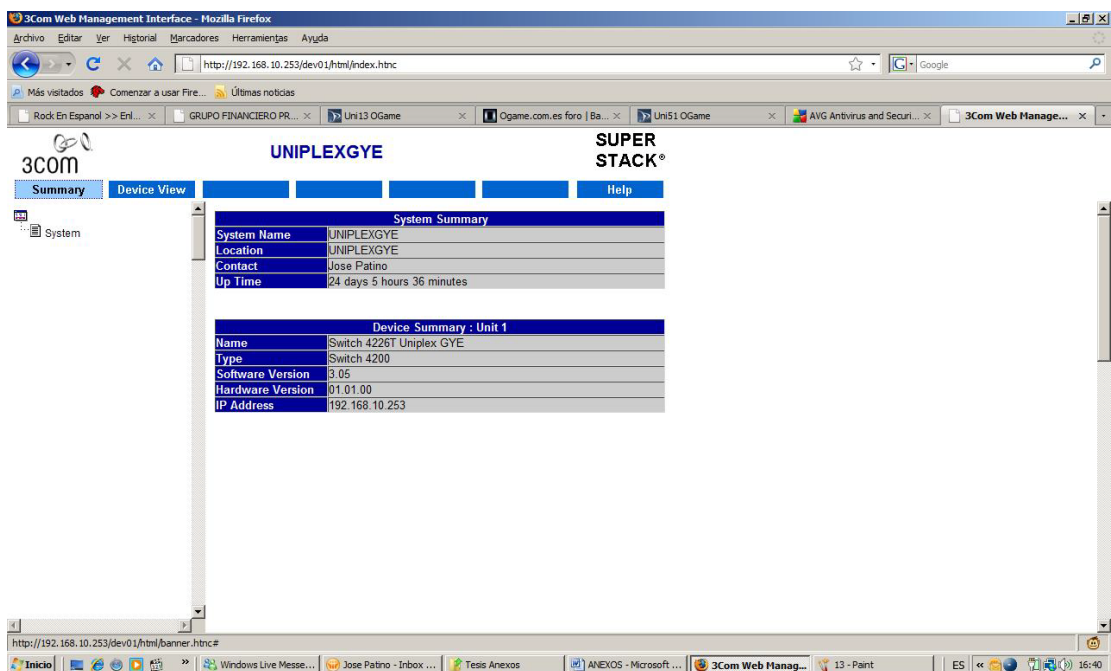 3Com Web Management Interface - Mozilla Firefox
Archivo Editar Ver Historial Marcadores Herramientas Ayuda
http://192.168.10.253/dev01/html/index.htnc
G Google
Más visitados Comenzar a usar Fire... Últimas noticias
Rock En Espanol >> Enl... GRUPO FINANCIERO PR... Uni13 OGame Ogame.com.es foro | Ba... Uni51 OGame AVG Antivirus and Securi... 3Com Web Manage...
3COM
UNIPLEXGYE
SUPER
STACK®
Summary Device View Help
System
System Summary
System Name UNIPLEXGYE
Location UNIPLEXGYE
Contact Jose Patino
Up Time 24 days 5 hours 36 minutes
Device Summary : Unit 1
Name Switch 4226T Uniplex GYE
Type Switch 4200
Software Version 3.05
Hardware Version 01.01.00
IP Address 192.168.10.253
http://192.168.10.253/dev01/html/banner.htnc#
Inicio » Windows Live Messe... Jose Patino - Inbox ... Tesis Anexos ANEXOS - Microsoft ... 3Com Web Manag... 13 - Paint ES « 16:40